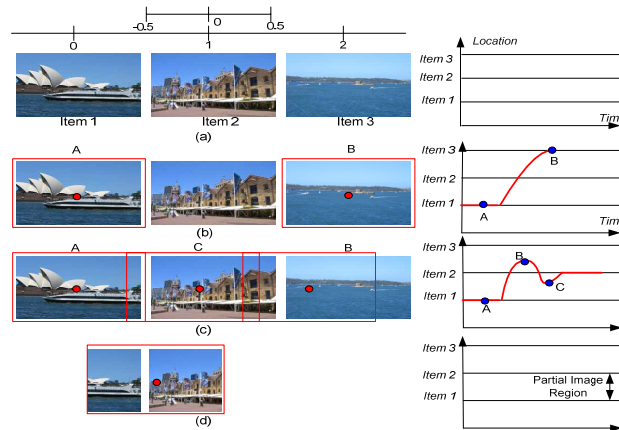 -0.5 0 0.5
0 1 2
Item 1 Item 2 Item 3
(a)
A B
(b)
A C B
(c)
(d)
Location
Item 3
Item 2
Item 1
Tim
Item 3
B
Item 2
Item 1
A
Tim
Item 3
B
Item 2
C
Item 1
A
Item 3
Item 2
Partial Image
Region
Item 1